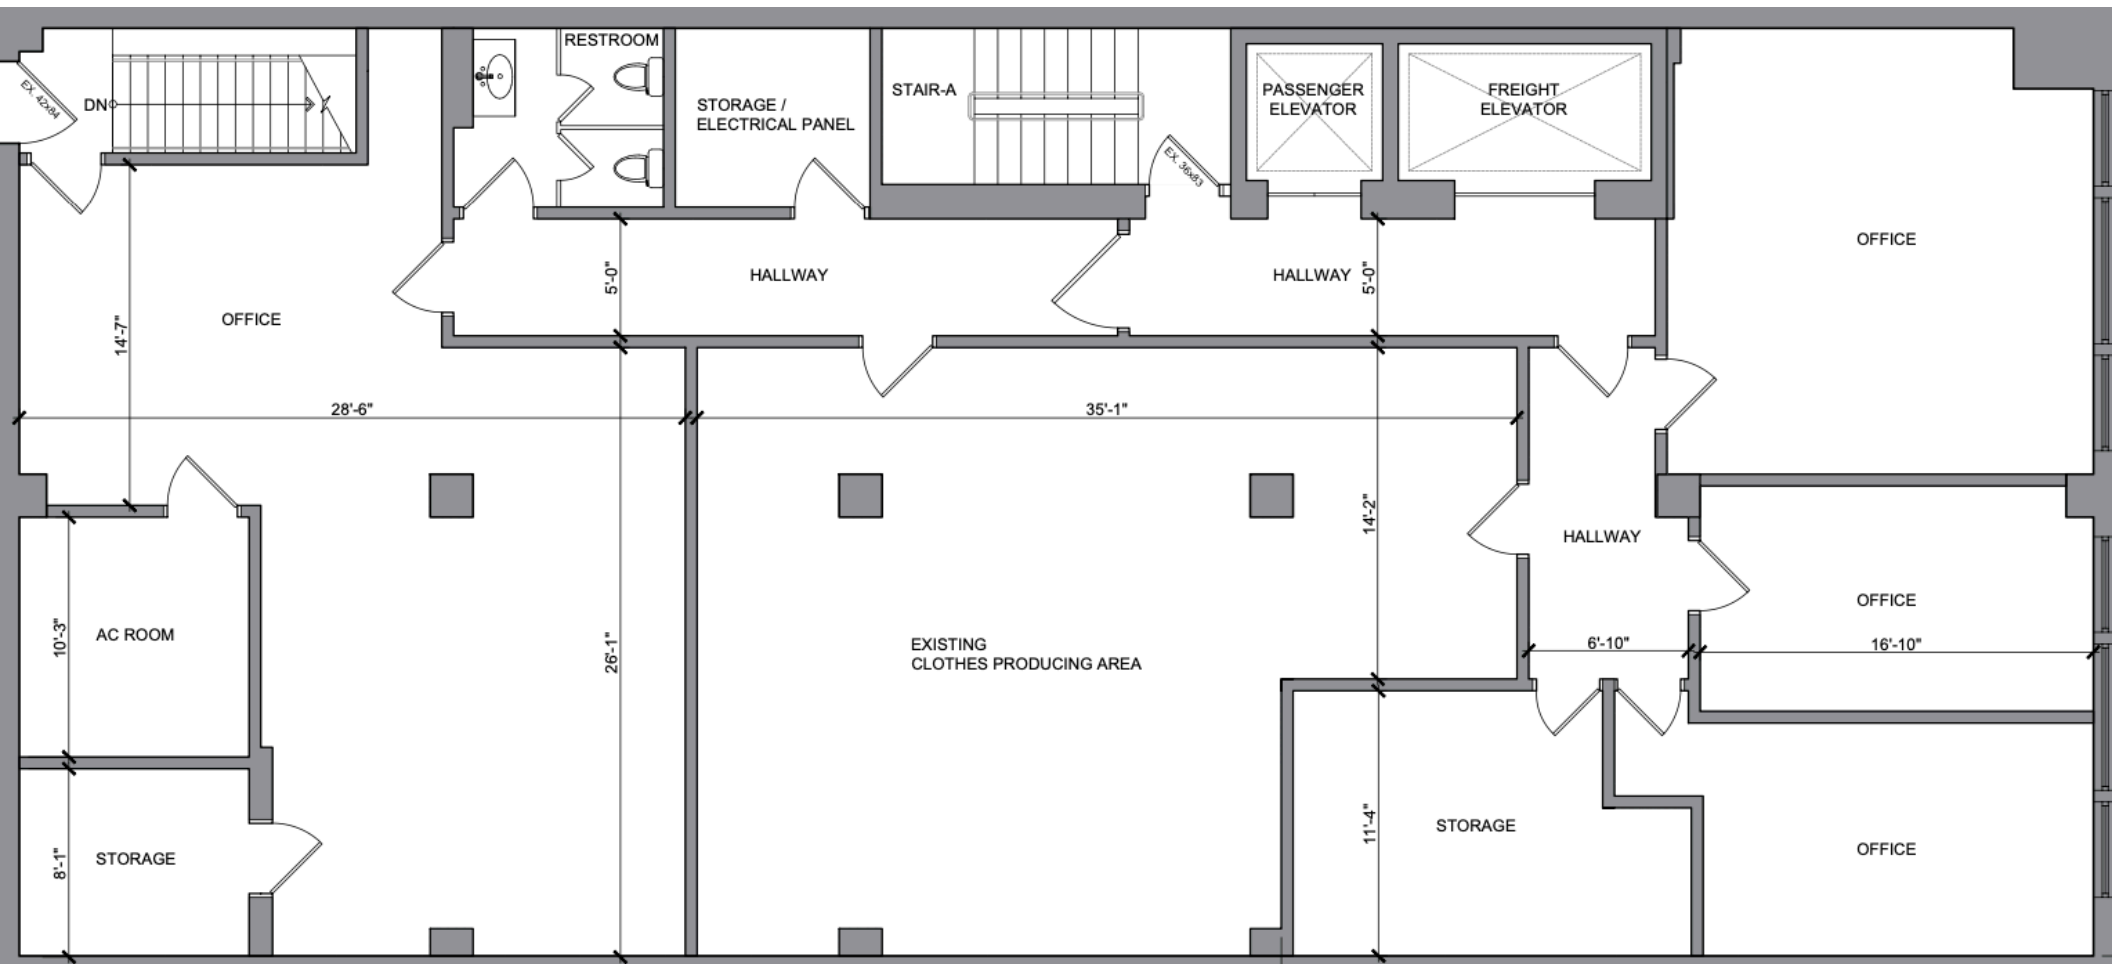 RESTROOM
EX. 42x84
DN
STORAGE /
ELECTRICAL PANEL
STAIR-A
PASSENGER
ELEVATOR
FREIGHT
ELEVATOR
EX. 36x83
OFFICE
HALLWAY
5'-0"
HALLWAY
5'-0"
OFFICE
14'-7"
28'-6"
35'-1"
14'-2"
HALLWAY
OFFICE
AC ROOM
10'-3"
26'-1"
EXISTING
CLOTHES PRODUCING AREA
6'-10"
16'-10"
STORAGE
11'-4"
STORAGE
8'-1"
OFFICE